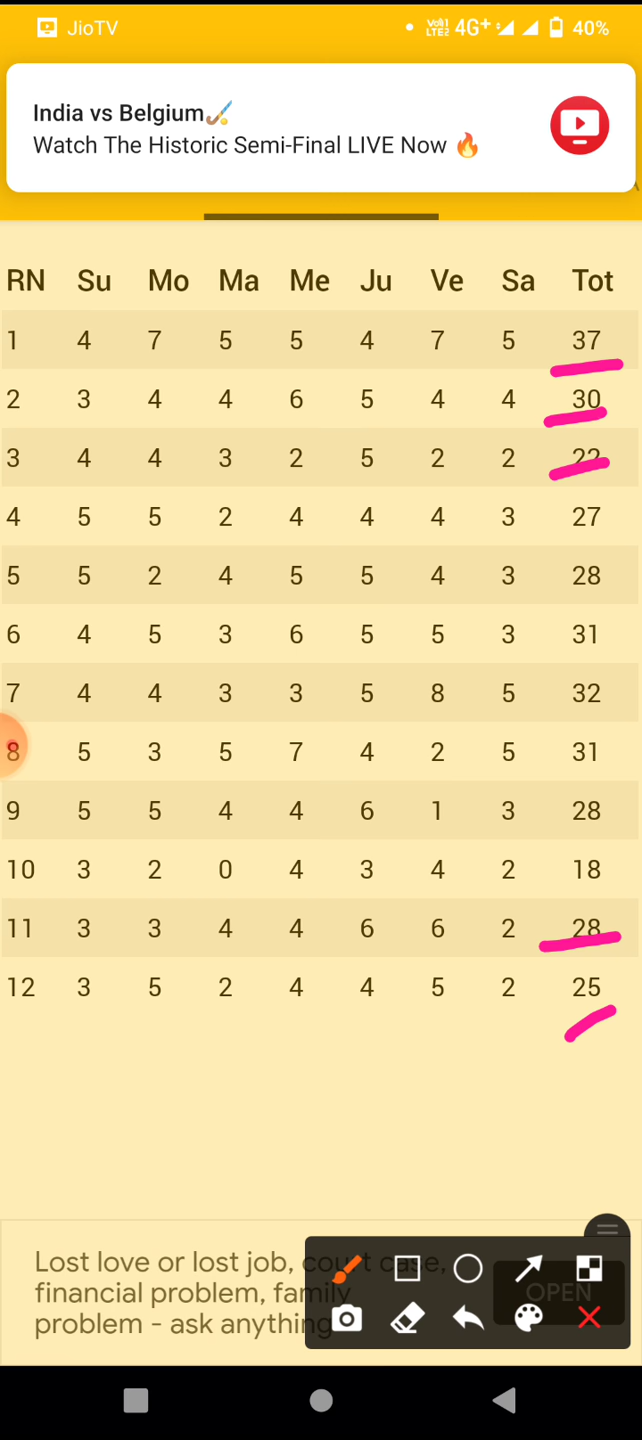 JioTV Vo)) LTE2 4G+ 40%
India vs Belgium🏑
Watch The Historic Semi-Final LIVE Now 🔥
RN Su Mo Ma Me Ju Ve Sa Tot
1 4 7 5 5 4 7 5 37
2 3 4 4 6 5 4 4 30
3 4 4 3 2 5 2 2 22
4 5 5 2 4 4 4 3 27
5 5 2 4 5 5 4 3 28
6 4 5 3 6 5 5 3 31
7 4 4 3 3 5 8 5 32
8 5 3 5 7 4 2 5 31
9 5 5 4 4 6 1 3 28
10 3 2 0 4 3 4 2 18
11 3 3 4 4 6 6 2 28
12 3 5 2 4 4 5 2 25
Lost love or lost job, court case,
financial problem, family
problem - ask anything
OPEN